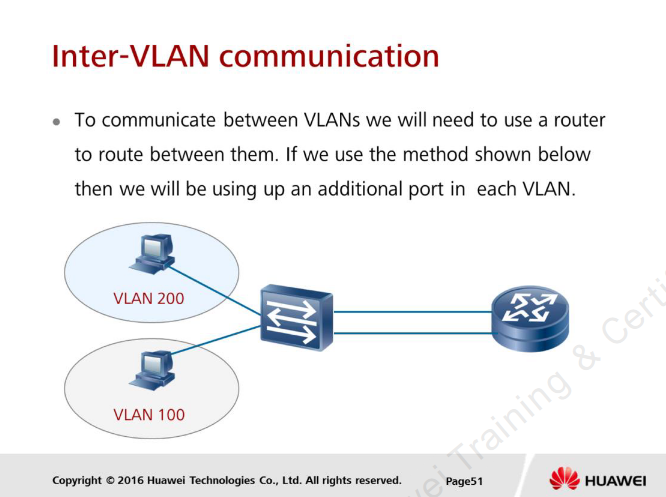 Inter-VLAN communication
To communicate between VLANs we will need to use a router
to route between them. If we use the method shown below
then we will be using up an additional port in each VLAN.
VLAN 200
VLAN 100
Training & Certi
Copyright © 2016 Huawei Technologies Co., Ltd. All rights reserved.
Page51
HUAWEI